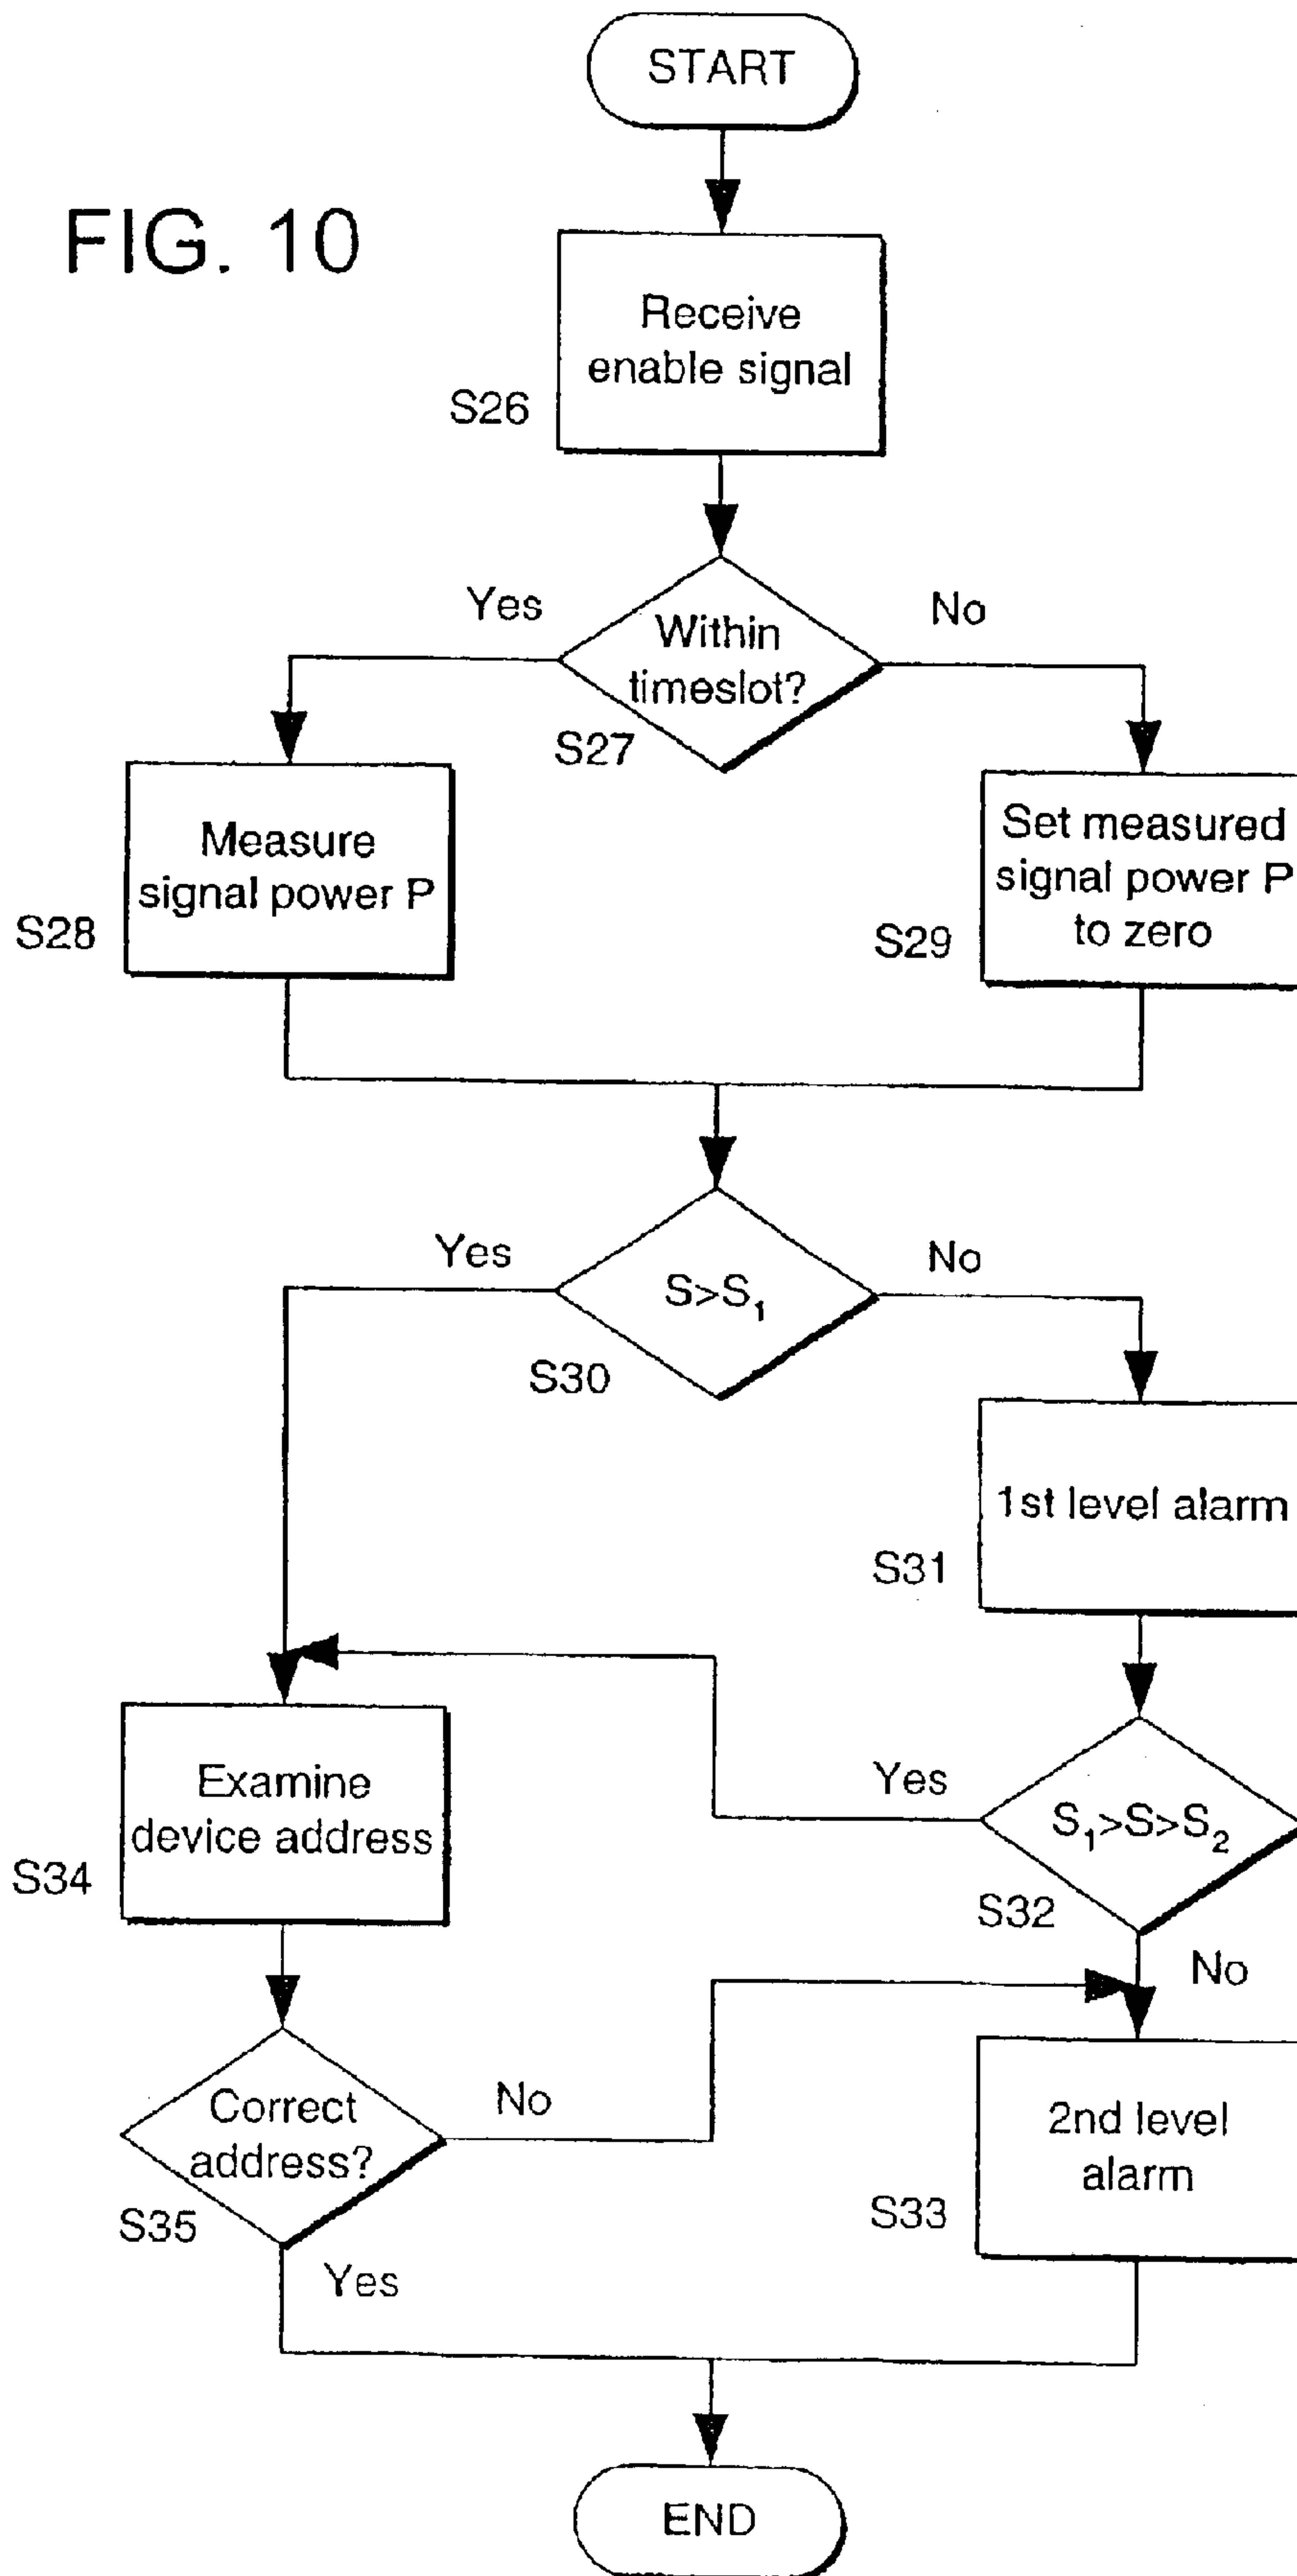 START
FIG. 10
Receive
enable signal
S26
Yes
No
Within
timeslot?
S27
Measure
signal power P
S28
Set measured
signal power P
to zero
S29
Yes
No
S>S₁
S30
1st level alarm
S31
Examine
device address
S34
Yes
S₁>S>S₂
S32
No
Correct
address?
No
S35
Yes
2nd level
alarm
S33
END